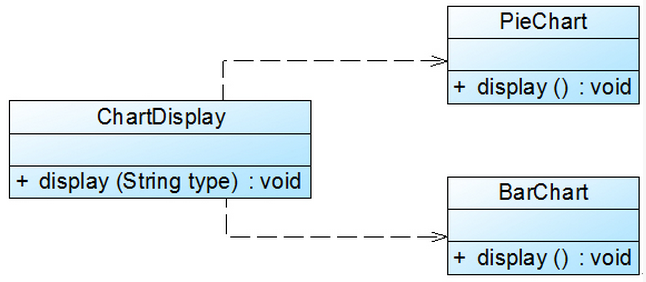 PieChart
+ display () : void
ChartDisplay
+ display (String type) : void
BarChart
+ display () : void